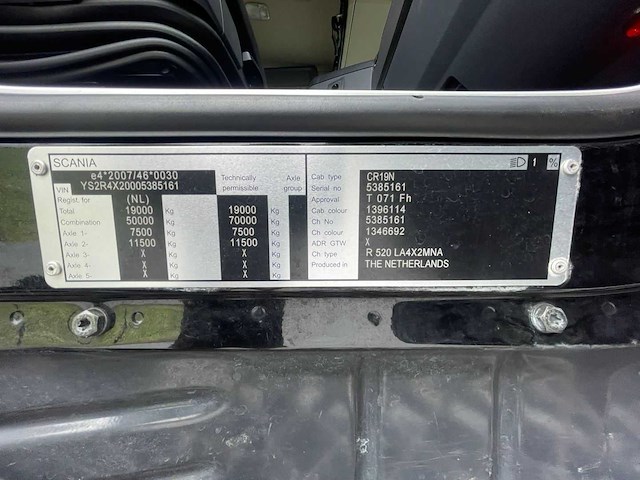 SCANIA 1 %
e4*2007/46*0030
VIN YS2R4X20005385161
Technically permissible
Axle group
Regist. for (NL)
Total 19000 Kg 19000 Kg
Combination 50000 Kg 70000 Kg
Axle 1- 7500 Kg 7500 Kg
Axle 2- 11500 Kg 11500 Kg
Axle 3- X Kg X Kg
Axle 4- X Kg X Kg
Axle 5- X Kg X Kg
Cab type CR19N
Serial no 5385161
Approval T 071 Fh
Cab colour 1396114
Ch No 5385161
Ch colour 1346692
ADR GTW X
Ch type R 520 LA4X2MNA
Produced in THE NETHERLANDS